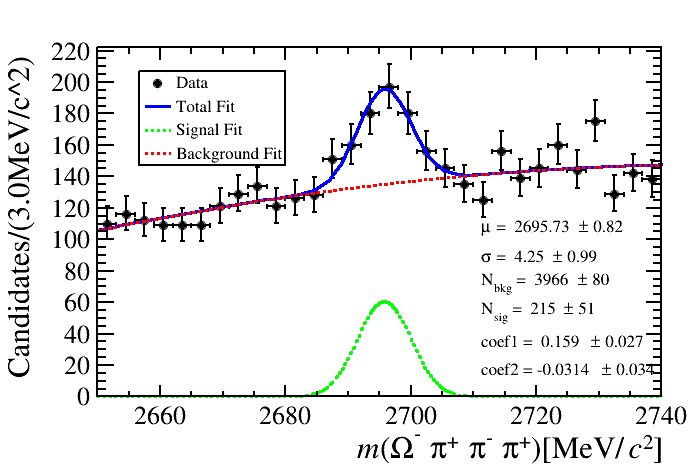 Candidates/(3.0MeV/c^2)
220
200
180
160
140
120
100
80
60
40
20
0
Data
Total Fit
Signal Fit
Background Fit
μ = 2695.73 ± 0.82
σ = 4.25 ± 0.99
N_bkg = 3966 ± 80
N_sig = 215 ± 51
coef1 = 0.159 ± 0.027
coef2 = -0.0314 ± 0.034
2660 2680 2700 2720 2740
m(Ω⁻ π⁺ π⁻ π⁺)[MeV/c²]